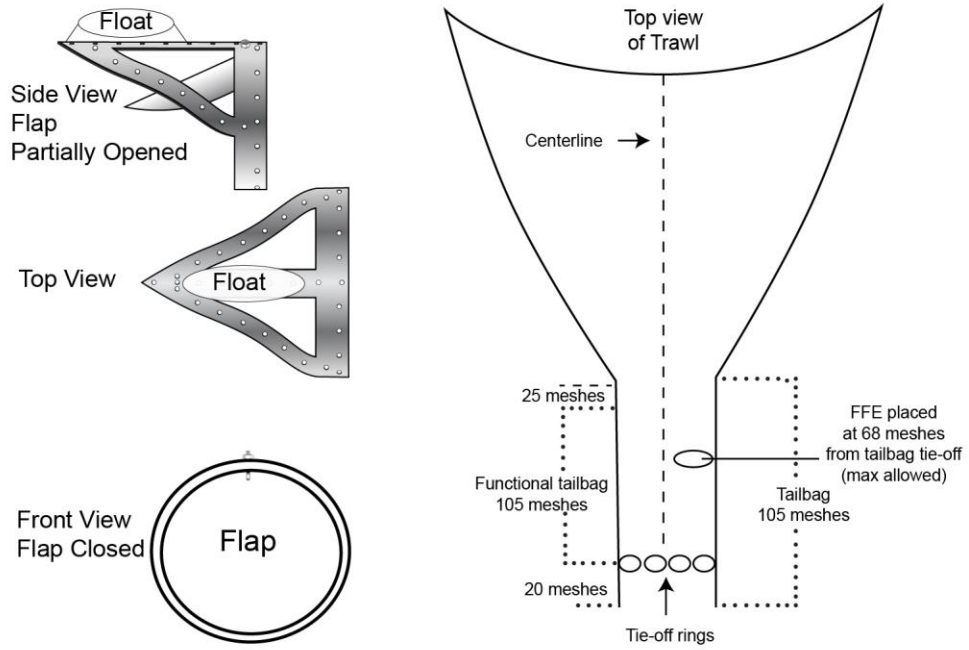 Float
Side View
Flap
Partially Opened
Top View
Float
Front View
Flap Closed
Flap
Top view
of Trawl
Centerline
25 meshes
Functional tailbag
105 meshes
20 meshes
Tie-off rings
FFE placed
at 68 meshes
from tailbag tie-off
(max allowed)
Tailbag
105 meshes